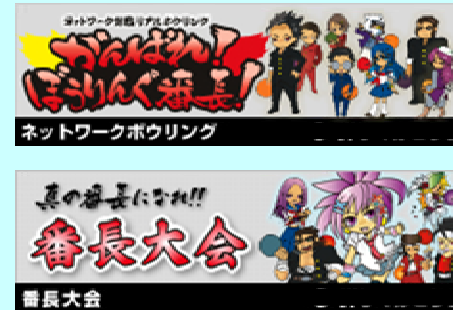 ネットワーク対戦リアルボウリング
がんばれ!
ぼうりんぐ番長!
ネットワークボウリング
真の番長になれ!!
番長大会
番長大会